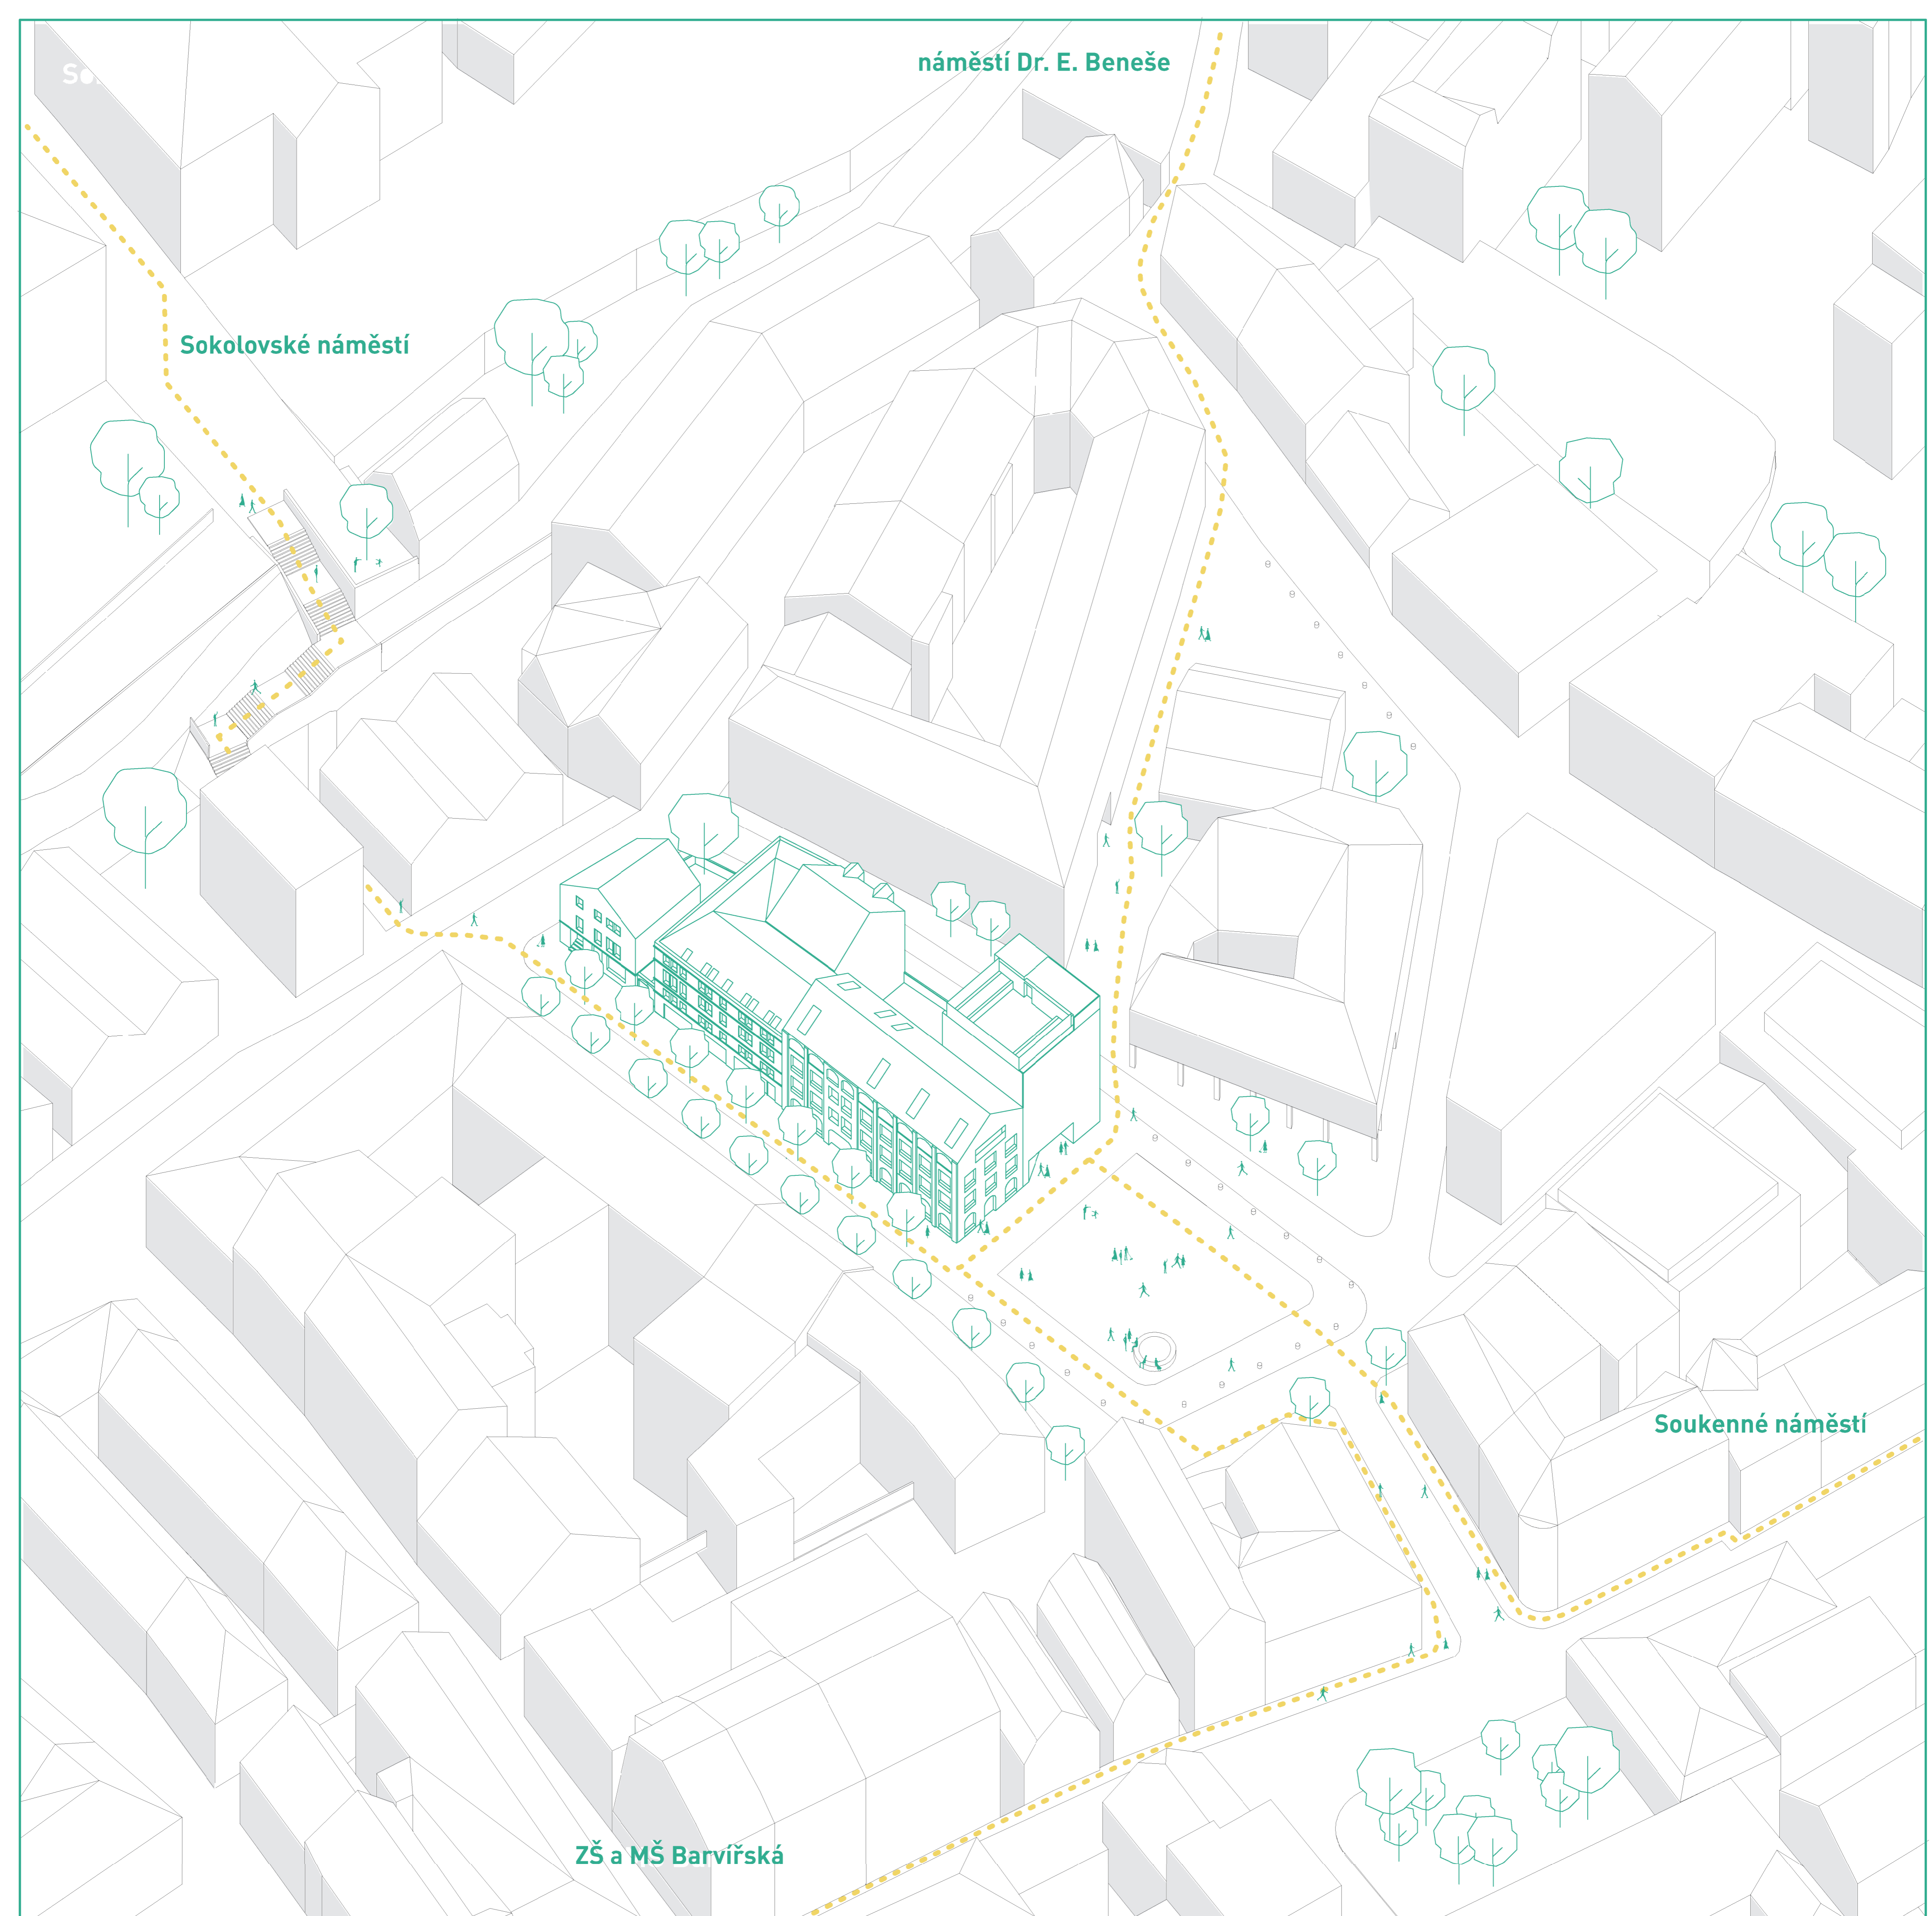 náměstí Dr. E. Beneše
Sokolovské náměstí
Soukenné náměstí
ZŠ a MŠ Barvířská